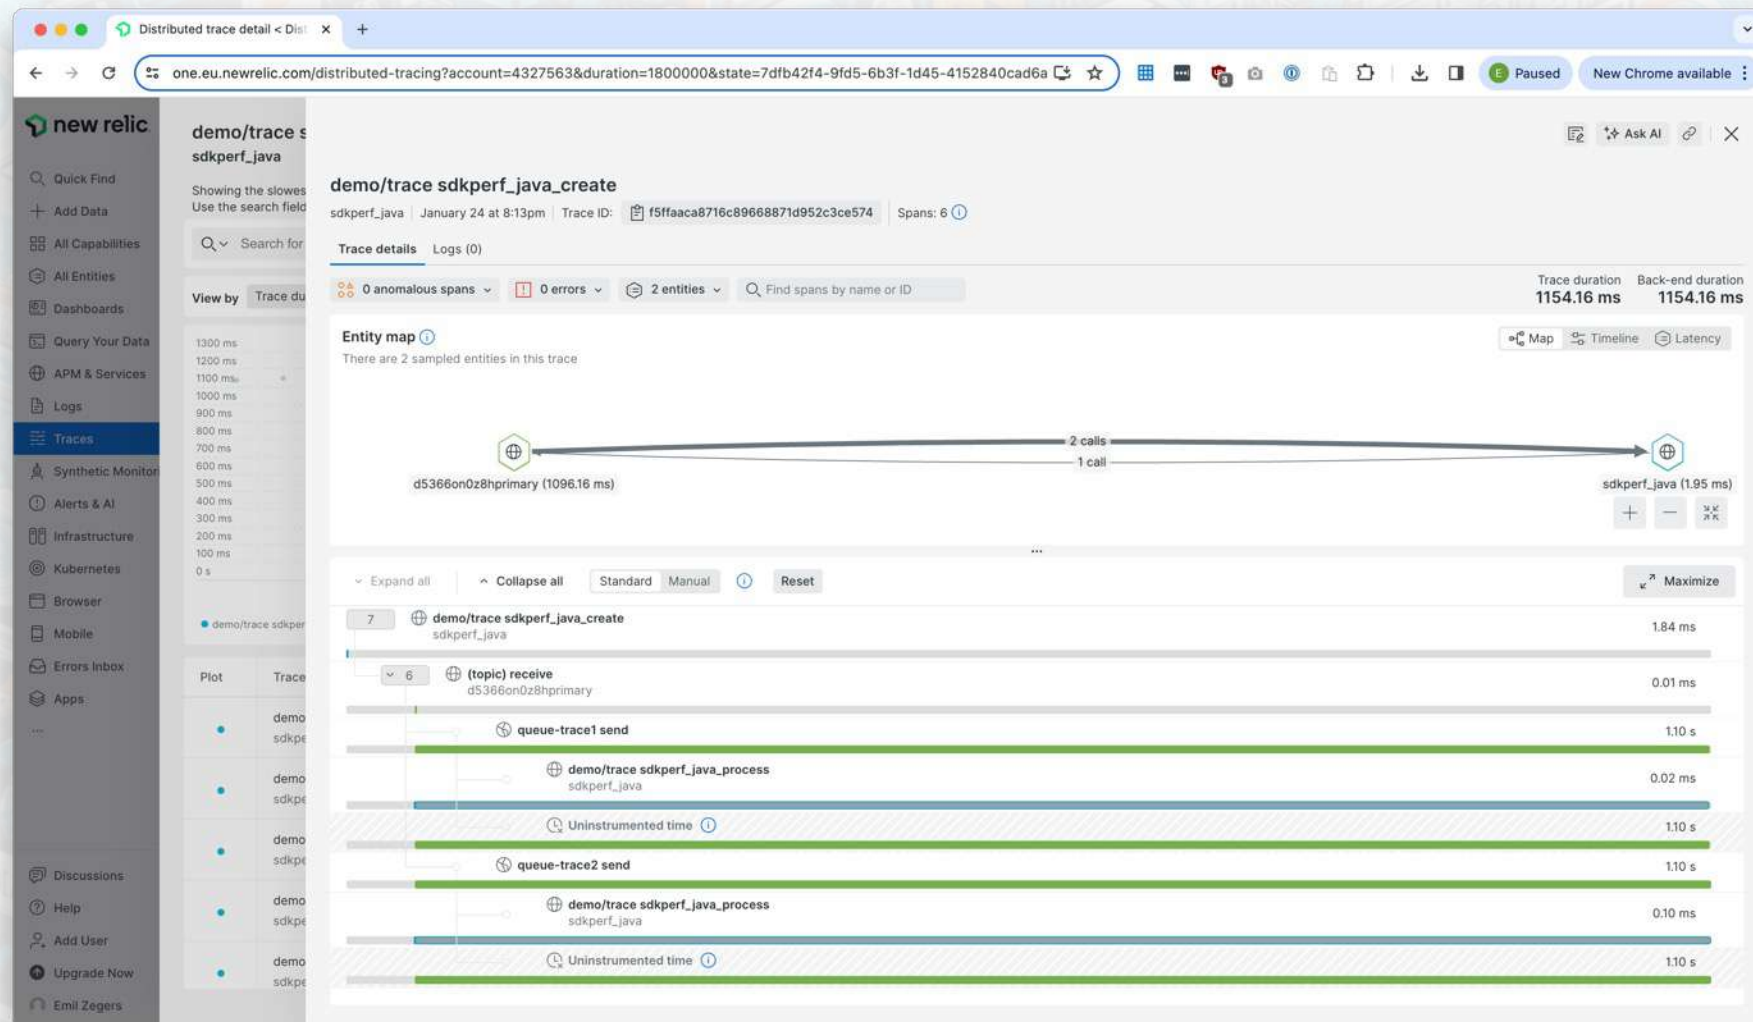 Distributed trace detail < Dis
one.eu.newrelic.com/distributed-tracing?account=4327563&duration=1800000&state=7dfb42f4-9fd5-6b3f-1d45-4152840cad6a
3
E Paused
New Chrome available
new relic
Quick Find
Add Data
All Capabilities
All Entities
Dashboards
Query Your Data
APM & Services
Logs
Traces
Synthetic Monitor
Alerts & AI
Infrastructure
Kubernetes
Browser
Mobile
Errors Inbox
Apps
...
Discussions
Help
Add User
Upgrade Now
Emil Zegers
demo/trace s
sdkperf_java
Showing the slowes
Use the search field
Search for
View by Trace du
1300 ms
1200 ms
1100 ms
1000 ms
900 ms
800 ms
700 ms
600 ms
500 ms
400 ms
300 ms
200 ms
100 ms
0 s
demo/trace sdkper
Plot Trace
demo
sdkpe
demo
sdkpe
demo
sdkpe
demo
sdkpe
demo
sdkpe
Ask AI
demo/trace sdkperf_java_create
sdkperf_java January 24 at 8:13pm Trace ID: f5ffaaca8716c89668871d952c3ce574 Spans: 6
Trace details Logs (0)
0 anomalous spans 0 errors 2 entities Find spans by name or ID
Trace duration Back-end duration
1154.16 ms 1154.16 ms
Entity map
There are 2 sampled entities in this trace
Map Timeline Latency
2 calls
1 call
d5366on0z8hprimary (1096.16 ms)
sdkperf_java (1.95 ms)
...
Expand all Collapse all Standard Manual Reset Maximize
7 demo/trace sdkperf_java_create 1.84 ms
sdkperf_java
6 (topic) receive 0.01 ms
d5366on0z8hprimary
queue-trace1 send 1.10 s
demo/trace sdkperf_java_process 0.02 ms
sdkperf_java
Uninstrumented time 1.10 s
queue-trace2 send 1.10 s
demo/trace sdkperf_java_process 0.10 ms
sdkperf_java
Uninstrumented time 1.10 s